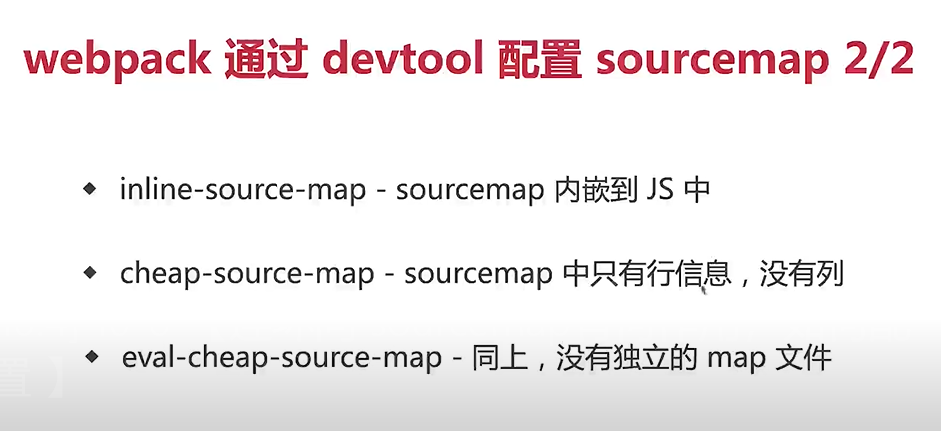 webpack 通过 devtool 配置 sourcemap 2/2
inline-source-map - sourcemap 内嵌到 JS 中
cheap-source-map - sourcemap 中只有行信息，没有列
eval-cheap-source-map - 同上，没有独立的 map 文件
置】